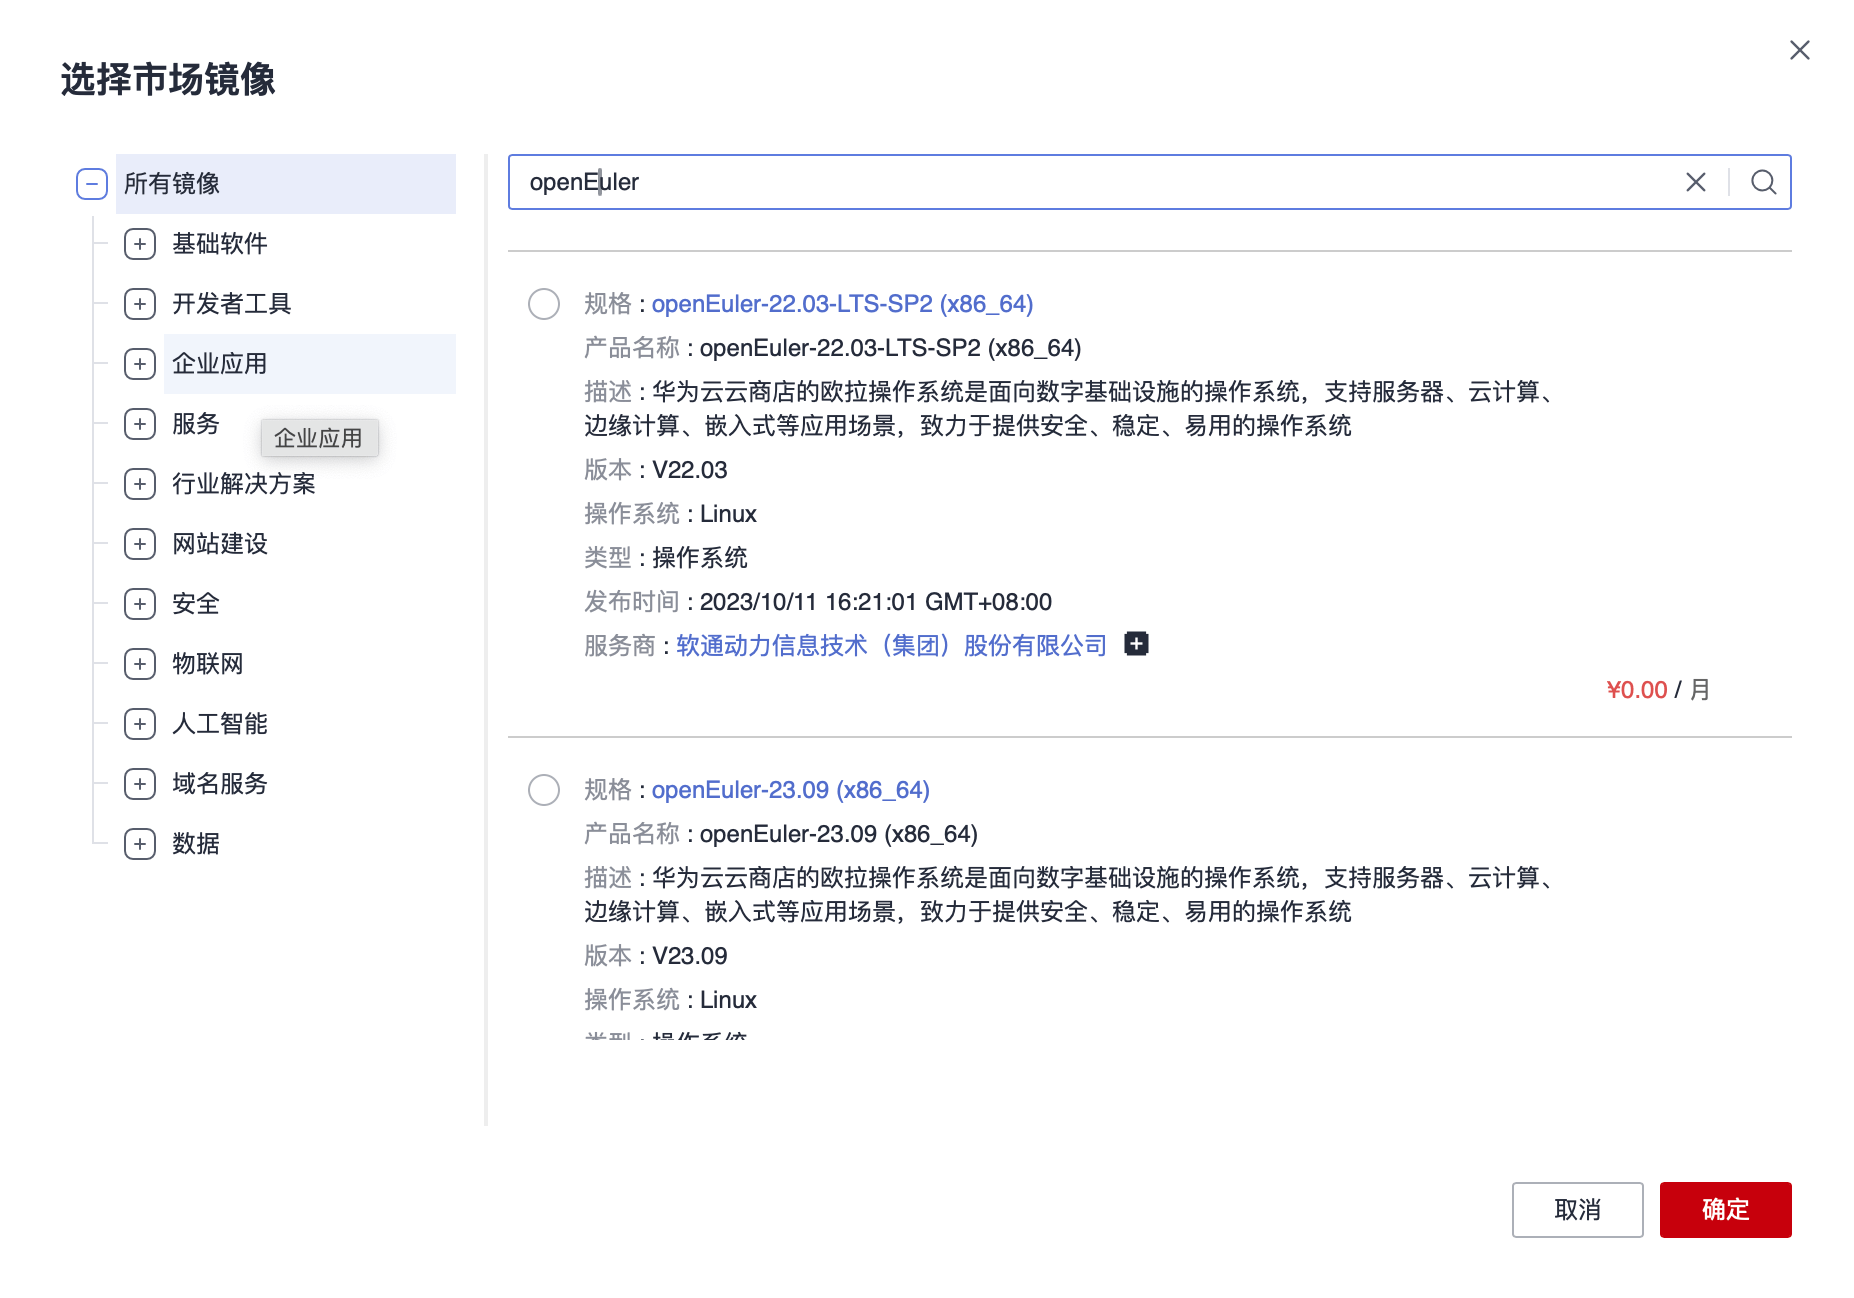 选择市场镜像
所有镜像
基础软件
开发者工具
企业应用
服务
企业应用
行业解决方案
网站建设
安全
物联网
人工智能
域名服务
数据
openEuler
规格 : openEuler-22.03-LTS-SP2 (x86_64)
产品名称 : openEuler-22.03-LTS-SP2 (x86_64)
描述 : 华为云云商店的欧拉操作系统是面向数字基础设施的操作系统，支持服务器、云计算、
边缘计算、嵌入式等应用场景，致力于提供安全、稳定、易用的操作系统
版本 : V22.03
操作系统 : Linux
类型 : 操作系统
发布时间 : 2023/10/11 16:21:01 GMT+08:00
服务商 : 软通动力信息技术（集团）股份有限公司
¥0.00 / 月
规格 : openEuler-23.09 (x86_64)
产品名称 : openEuler-23.09 (x86_64)
描述 : 华为云云商店的欧拉操作系统是面向数字基础设施的操作系统，支持服务器、云计算、
边缘计算、嵌入式等应用场景，致力于提供安全、稳定、易用的操作系统
版本 : V23.09
操作系统 : Linux
类型 : 操作系统
取消
确定